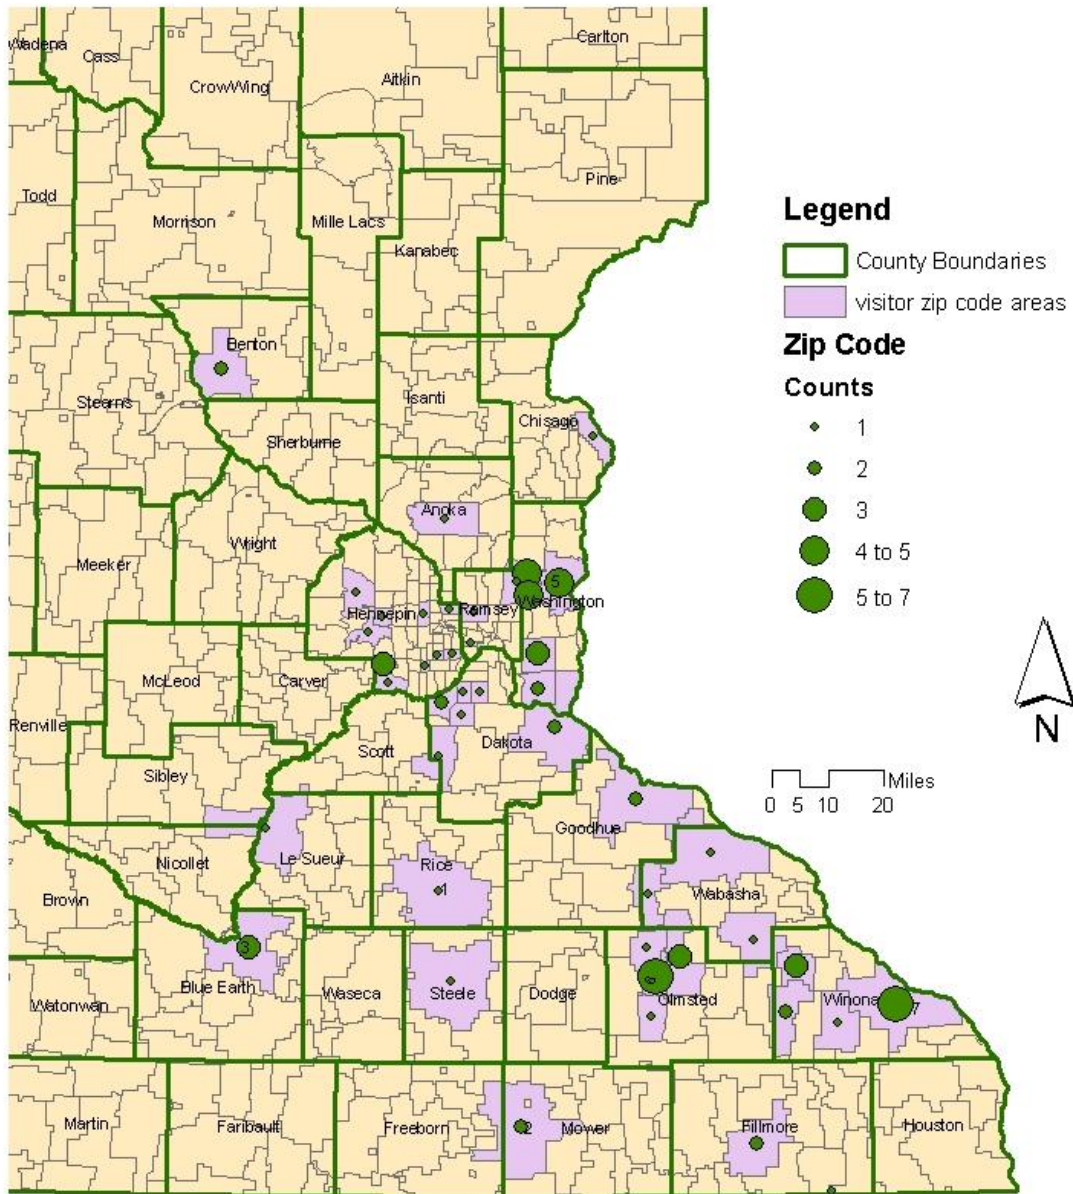 Wadena
Cass
CrowWing
Aitkin
Carlton
Todd
Morrison
Mille Lacs
Kanabec
Pine
Benton
Stearns
Sherburne
Isanti
Chisago
Anoka
Meeker
Wright
Hennepin
Ramsey
5
Washington
McLeod
Carver
Renville
Scott
Dakota
Sibley
Goodhue
Nicollet
Le Sueur
Rice
1
Wabasha
Brown
3
Blue Earth
Watonwan
Waseca
Steele
Dodge
Olmsted
Winona
7
Martin
Faribault
Freeborn
2
Mower
Fillmore
Houston
Legend
County Boundaries
visitor zip code areas
Zip Code
Counts
1
2
3
4 to 5
5 to 7
N
Miles
0 5 10 20